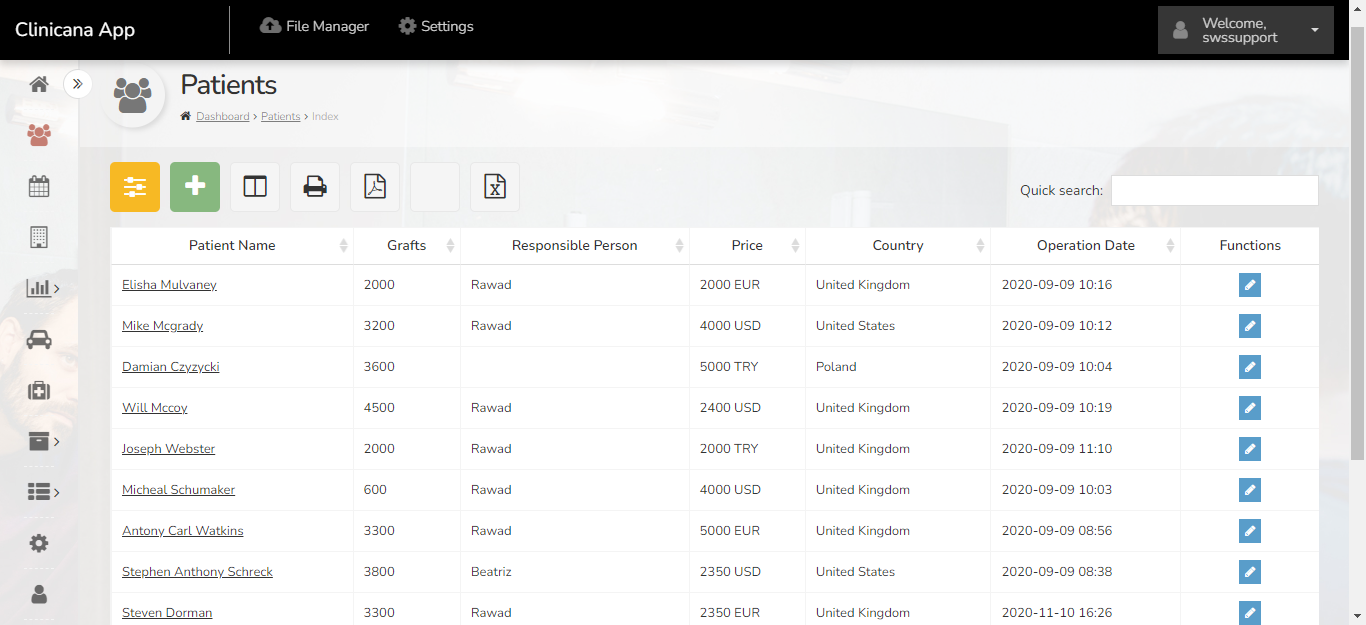 Clinicana App
File Manager
Settings
Welcome,
swssupport
Patients
Dashboard > Patients > Index
Quick search:
Patient Name Grafts Responsible Person Price Country Operation Date Functions
Elisha Mulvaney 2000 Rawad 2000 EUR United Kingdom 2020-09-09 10:16
Mike Mcgrady 3200 Rawad 4000 USD United States 2020-09-09 10:12
Damian Czyzycki 3600 5000 TRY Poland 2020-09-09 10:04
Will Mccoy 4500 Rawad 2400 USD United Kingdom 2020-09-09 10:19
Joseph Webster 2000 Rawad 2000 TRY United Kingdom 2020-09-09 11:10
Micheal Schumaker 600 Rawad 4000 USD United Kingdom 2020-09-09 10:03
Antony Carl Watkins 3300 Rawad 5000 EUR United Kingdom 2020-09-09 08:56
Stephen Anthony Schreck 3800 Beatriz 2350 USD United States 2020-09-09 08:38
Steven Dorman 3300 Rawad 2350 EUR United Kingdom 2020-11-10 16:26